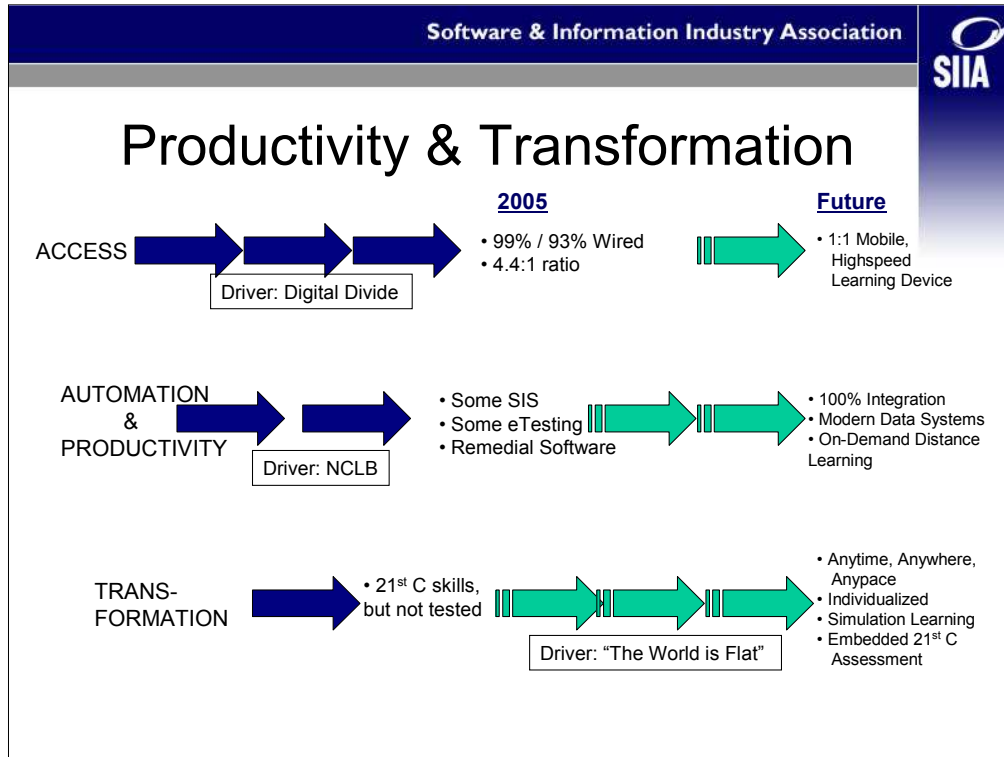 Software & Information Industry Association
SIIA
Productivity & Transformation
2005
Future
ACCESS
• 99% / 93% Wired
• 4.4:1 ratio
• 1:1 Mobile,
Highspeed
Learning Device
Driver: Digital Divide
AUTOMATION
&
PRODUCTIVITY
• Some SIS
• Some eTesting
• Remedial Software
• 100% Integration
• Modern Data Systems
• On-Demand Distance
Learning
Driver: NCLB
TRANS-
FORMATION
• 21st C skills,
but not tested
• Anytime, Anywhere,
Anypace
• Individualized
• Simulation Learning
• Embedded 21st C
Assessment
Driver: “The World is Flat”